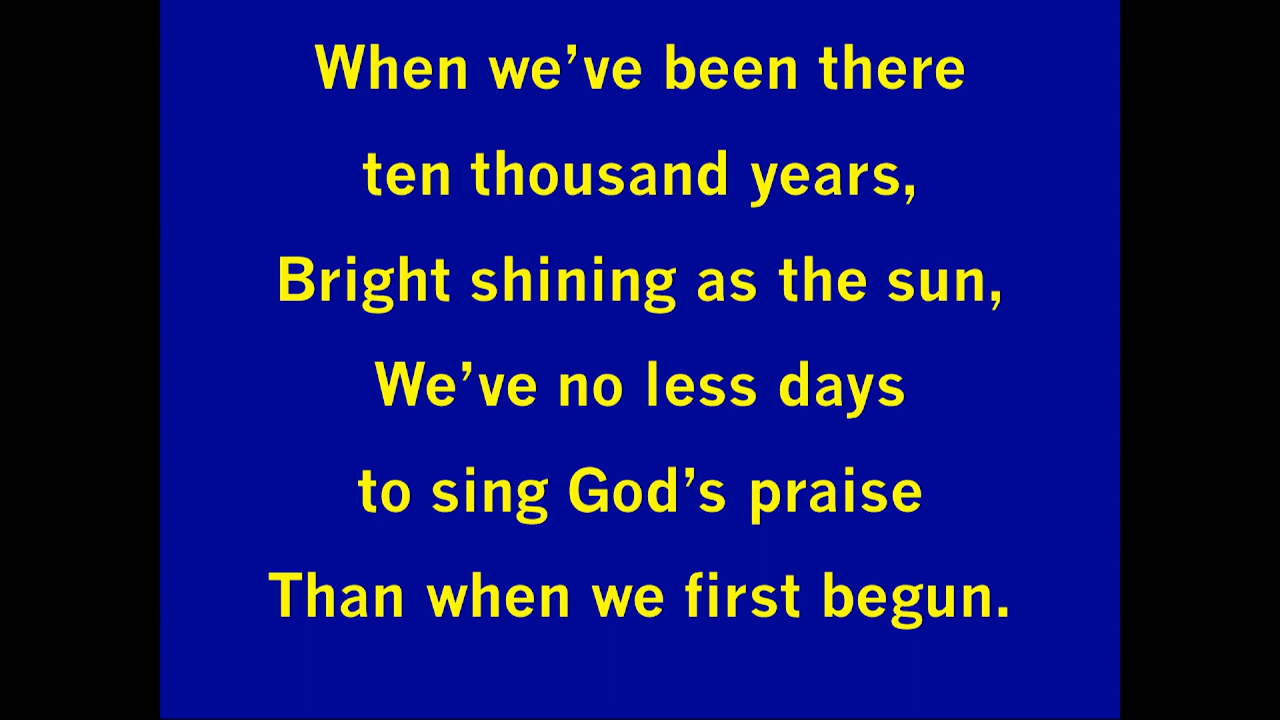 When we’ve been there
ten thousand years,
Bright shining as the sun,
We’ve no less days
to sing God’s praise
Than when we first begun.